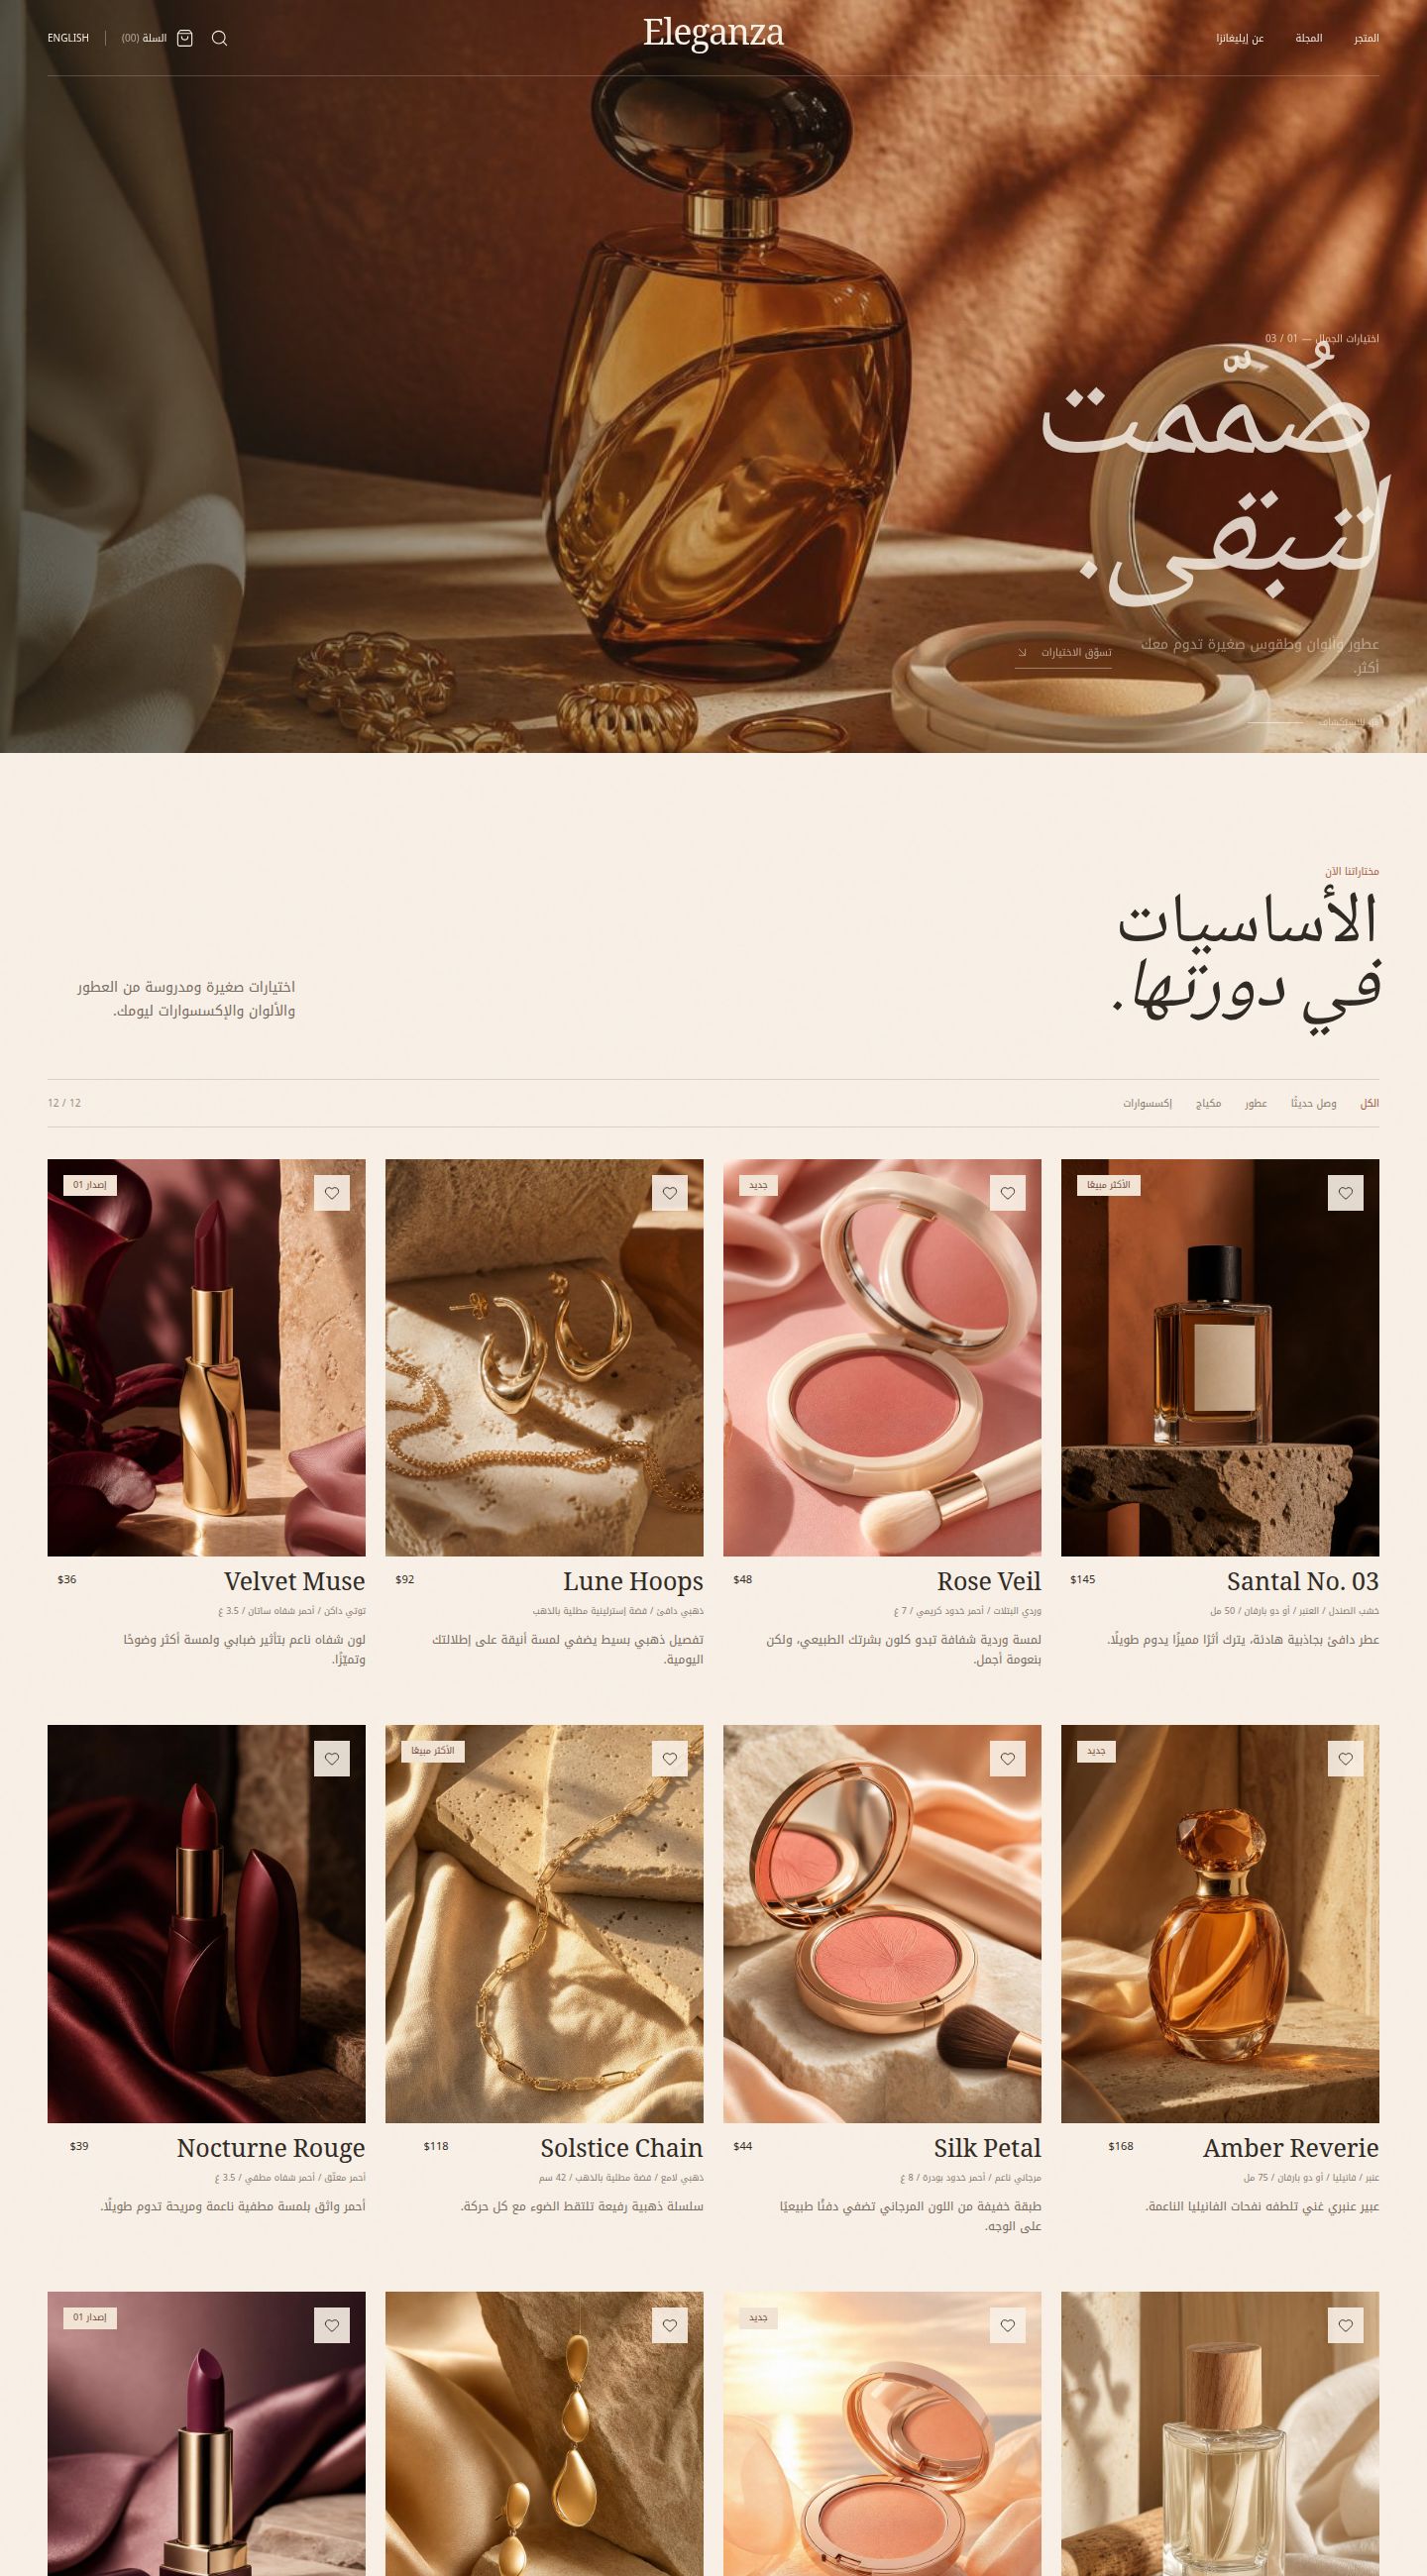 المتجر
المجلة
عن إيليغانزا
Eleganza
السلة (00)
ENGLISH
اختيارات الجمال — 01 / 03
صُمّمت
لتبقى.
عطور وألوان وطقوس صغيرة تدوم معك
أكثر.
تسوّق الاختيارات
مختاراتنا الآن
الأساسيات
في دورتها.
اختيارات صغيرة ومدروسة من العطور
والألوان والإكسسوارات ليومك.
الكل
وصل حديثًا
عطور
مكياج
إكسسوارات
12 / 12
الأكثر مبيعًا
Santal No. 03
$145
خشب الصندل / العنبر / أو دو بارفان / 50 مل
عطر دافئ بجاذبية هادئة، يترك أثرًا مميزًا يدوم طويلًا.
جديد
Rose Veil
$48
وردي البتلات / أحمر خدود كريمي / 7 غ
لمسة وردية شفافة تبدو كلون بشرتك الطبيعي، ولكن
بنعومة أجمل.
Lune Hoops
$92
ذهبي دافئ / فضة إسترلينية مطلية بالذهب
تفصيل ذهبي بسيط يضفي لمسة أنيقة على إطلالتك
اليومية.
إصدار 01
Velvet Muse
$36
توتي داكن / أحمر شفاه ساتان / 3.5 غ
لون شفاه ناعم بتأثير ضبابي ولمسة أكثر وضوحًا
وتميّزًا.
جديد
Amber Reverie
$168
عنبر / فانيليا / أو دو بارفان / 75 مل
عبير عنبري غني تلطفه نفحات الفانيليا الناعمة.
Silk Petal
$44
مرجاني ناعم / أحمر خدود بودرة / 8 غ
طبقة خفيفة من اللون المرجاني تضفي دفئًا طبيعيًا
على الوجه.
الأكثر مبيعًا
Solstice Chain
$118
ذهبي لامع / فضة مطلية بالذهب / 42 سم
سلسلة ذهبية رفيعة تلتقط الضوء مع كل حركة.
Nocturne Rouge
$39
أحمر معتّق / أحمر شفاه مطفي / 3.5 غ
أحمر واثق بلمسة مطفية ناعمة ومريحة تدوم طويلًا.
جديد
إصدار 01